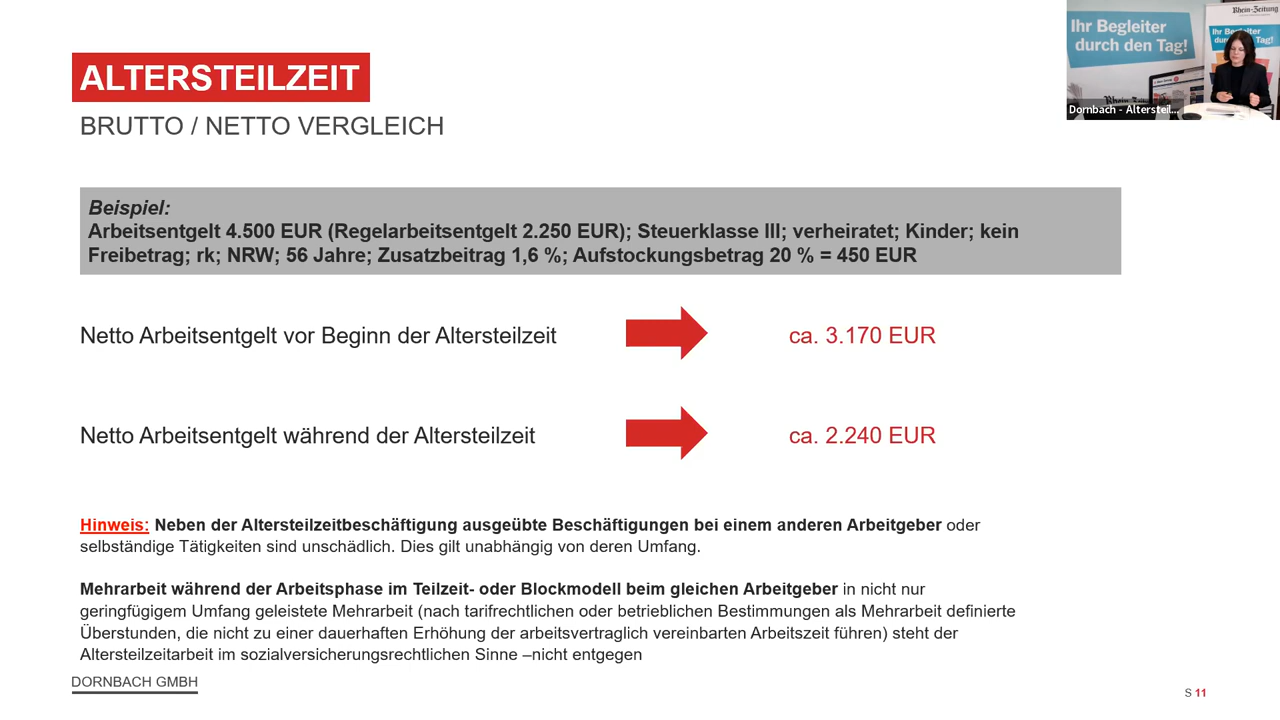 ALTERSTEILZEIT
BRUTTO / NETTO VERGLEICH
Ihr Begleiter
durch den Tag!
Rhein-Zeitung
Dornbach - Altersteil...
Beispiel:
Arbeitsentgelt 4.500 EUR (Regelarbeitsentgelt 2.250 EUR); Steuerklasse III; verheiratet; Kinder; kein
Freibetrag; rk; NRW; 56 Jahre; Zusatzbeitrag 1,6 %; Aufstockungsbetrag 20 % = 450 EUR
Netto Arbeitsentgelt vor Beginn der Altersteilzeit ca. 3.170 EUR
Netto Arbeitsentgelt während der Altersteilzeit ca. 2.240 EUR
Hinweis: Neben der Altersteilzeitbeschäftigung ausgeübte Beschäftigungen bei einem anderen Arbeitgeber oder
selbständige Tätigkeiten sind unschädlich. Dies gilt unabhängig von deren Umfang.
Mehrarbeit während der Arbeitsphase im Teilzeit- oder Blockmodell beim gleichen Arbeitgeber in nicht nur
geringfügigem Umfang geleistete Mehrarbeit (nach tarifrechtlichen oder betrieblichen Bestimmungen als Mehrarbeit definierte
Überstunden, die nicht zu einer dauerhaften Erhöhung der arbeitsvertraglich vereinbarten Arbeitszeit führen) steht der
Altersteilzeitarbeit im sozialversicherungsrechtlichen Sinne –nicht entgegen
DORNBACH GMBH
S 11